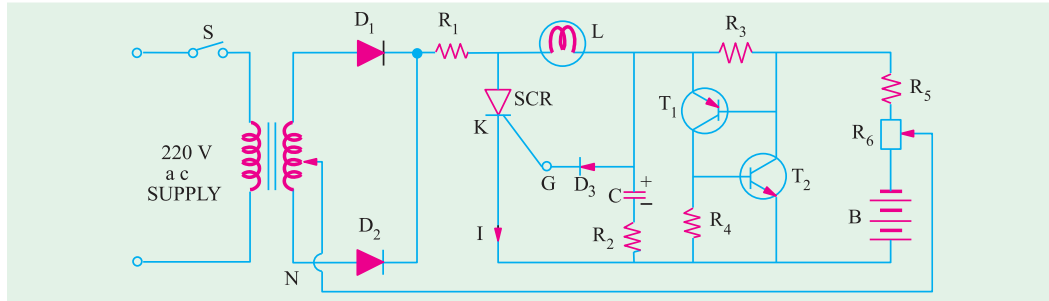 S
D1
R1
L
R3
SCR
K
T1
R5
R6
220 V
a c
SUPPLY
G
D3
C
+
–
T2
B
D2
I
R2
R4
N